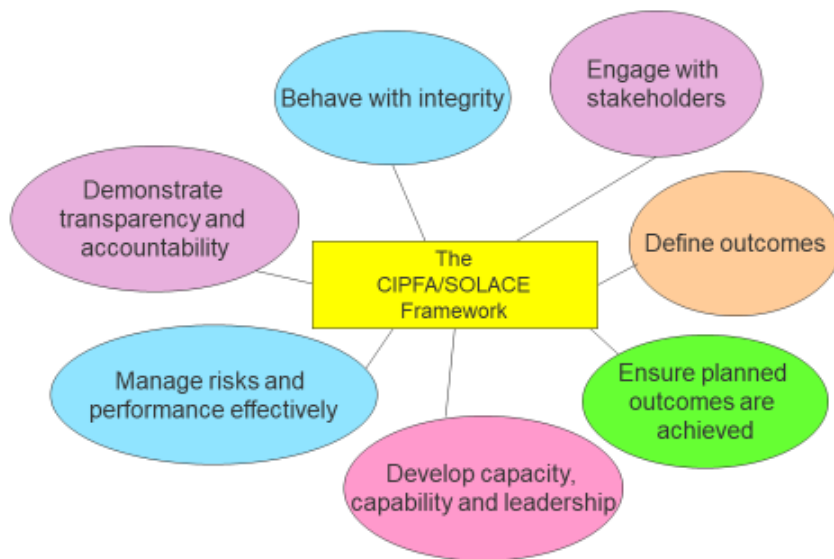 Behave with integrity
Engage with
stakeholders
Demonstrate
transparency and
accountability
The
CIPFA/SOLACE
Framework
Define outcomes
Manage risks and
performance effectively
Ensure planned
outcomes are
achieved
Develop capacity,
capability and leadership